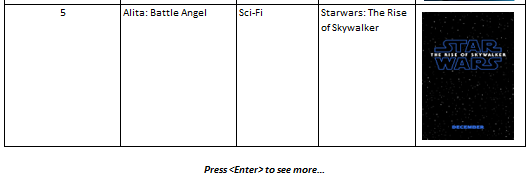 5 Alita: Battle Angel Sci-Fi Starwars: The Rise
of Skywalker
STAR
THE RISE OF SKYWALKER
WARS
DECEMBER
Press <Enter> to see more...